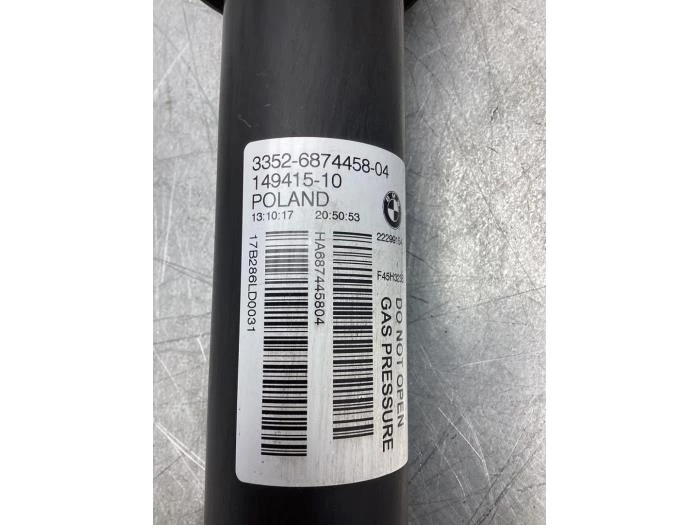 3352-6874458-04
149415-10
POLAND
13:10:17 20:50:53
HA687445804
17B286LD0031
DO NOT OPEN
GAS PRESSURE